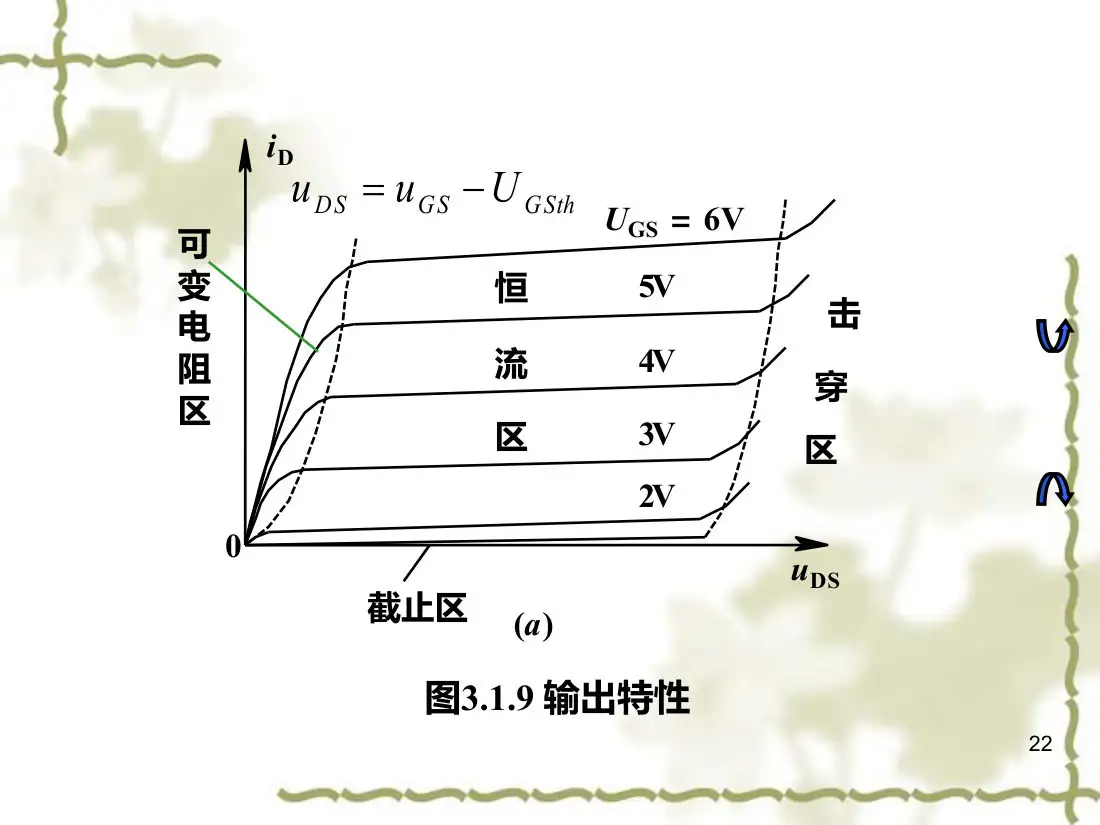 iD
uDS = uGS − UGSth
UGS = 6V
可变电阻区
恒流区
5V
4V
3V
2V
击穿区
0
uDS
截止区
(a)
图3.1.9 输出特性
22